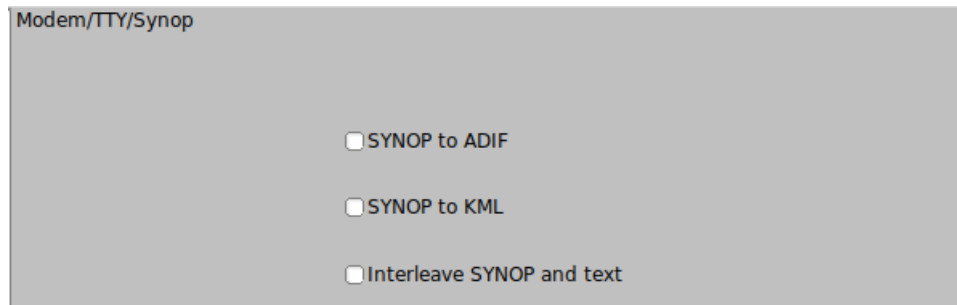 Modem/TTY/Synop
SYNOP to ADIF
SYNOP to KML
Interleave SYNOP and text